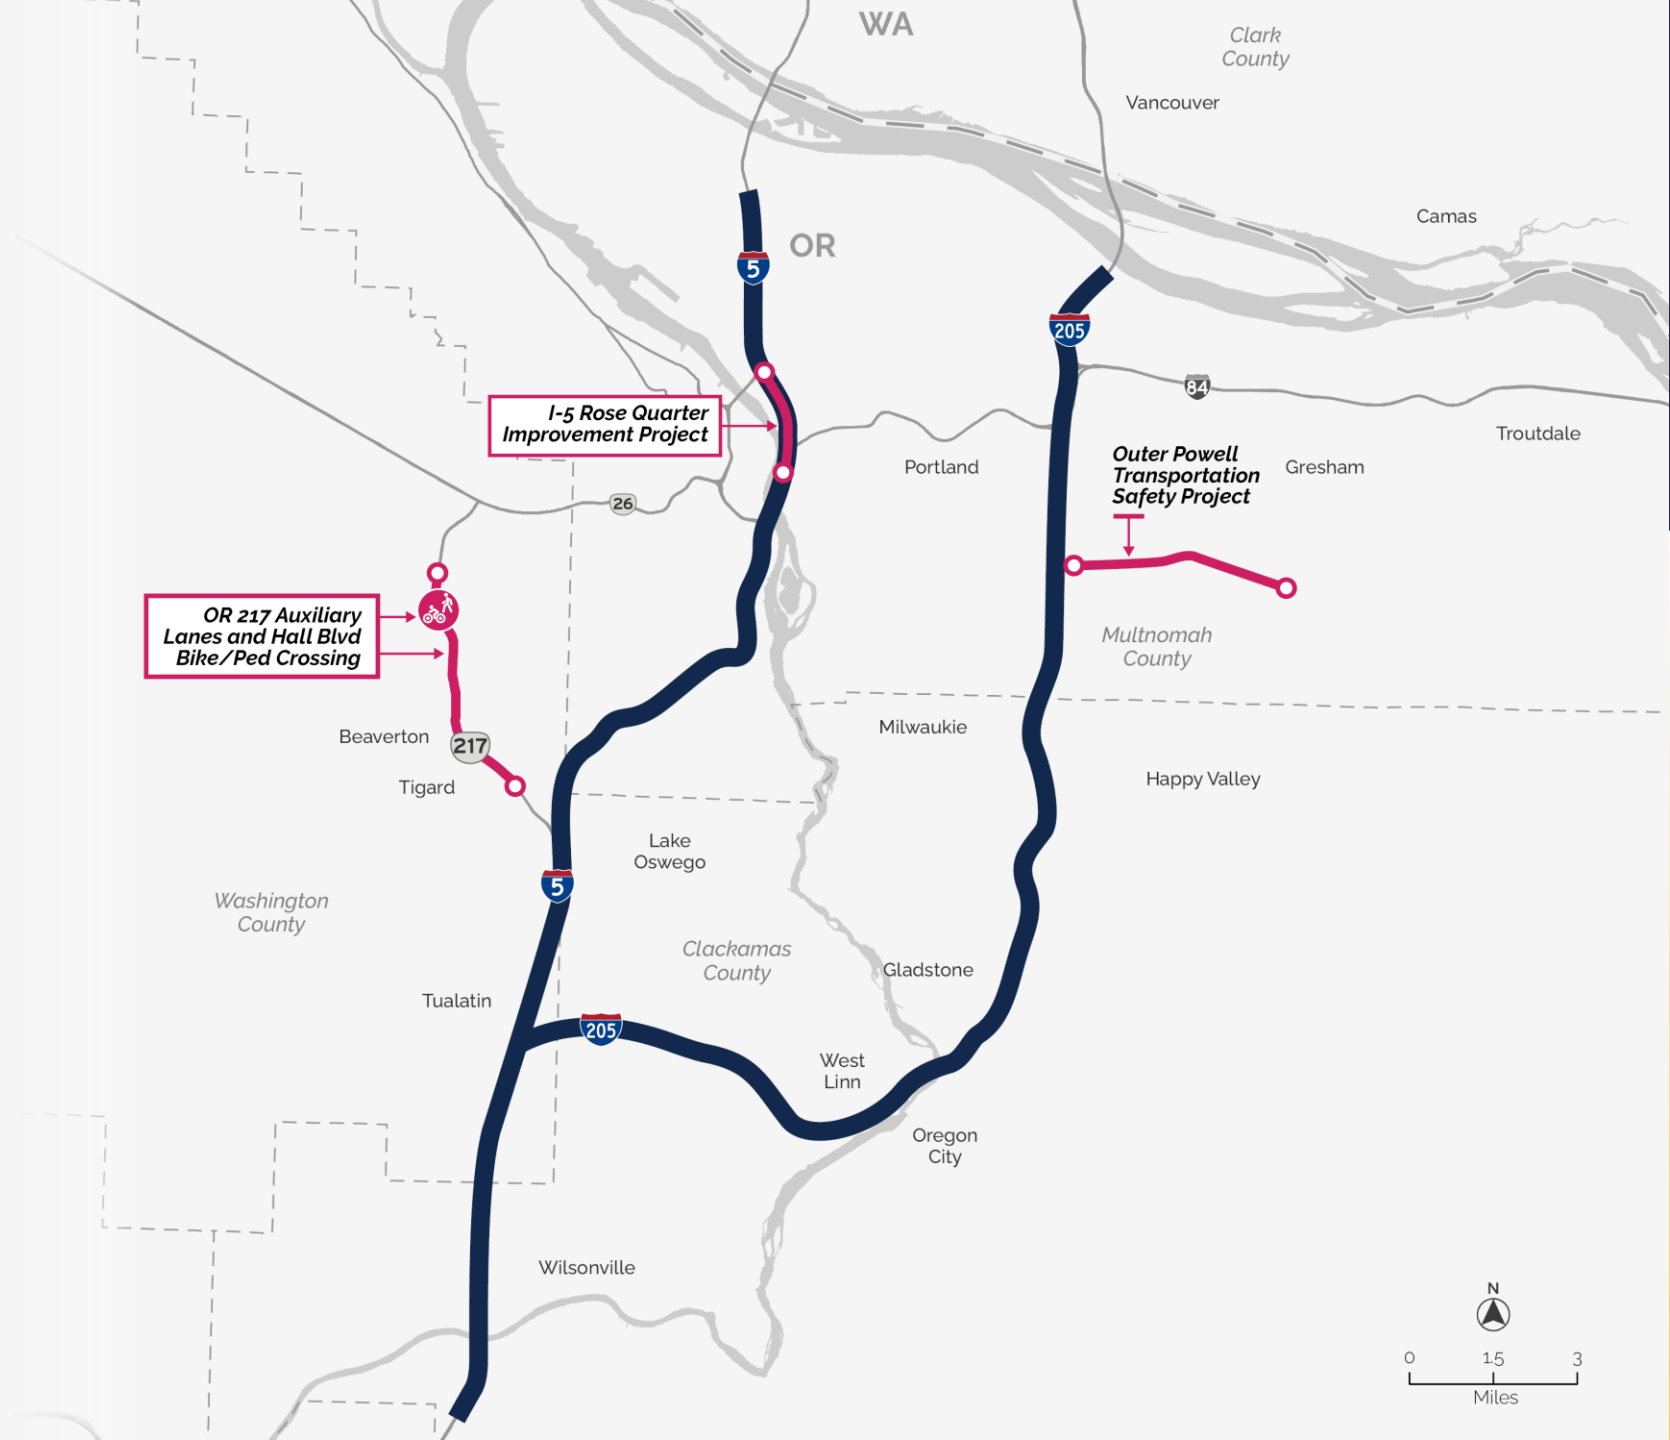 WA
Clark
County
Vancouver
Camas
OR
5
205
84
I-5 Rose Quarter
Improvement Project
Troutdale
Portland
Outer Powell
Transportation
Safety Project
Gresham
26
OR 217 Auxiliary
Lanes and Hall Blvd
Bike/Ped Crossing
Multnomah
County
Beaverton
217
Milwaukie
Tigard
Happy Valley
Lake
Oswego
5
Washington
County
Clackamas
County
Gladstone
Tualatin
205
West
Linn
Oregon
City
Wilsonville
N
0 1.5 3
Miles